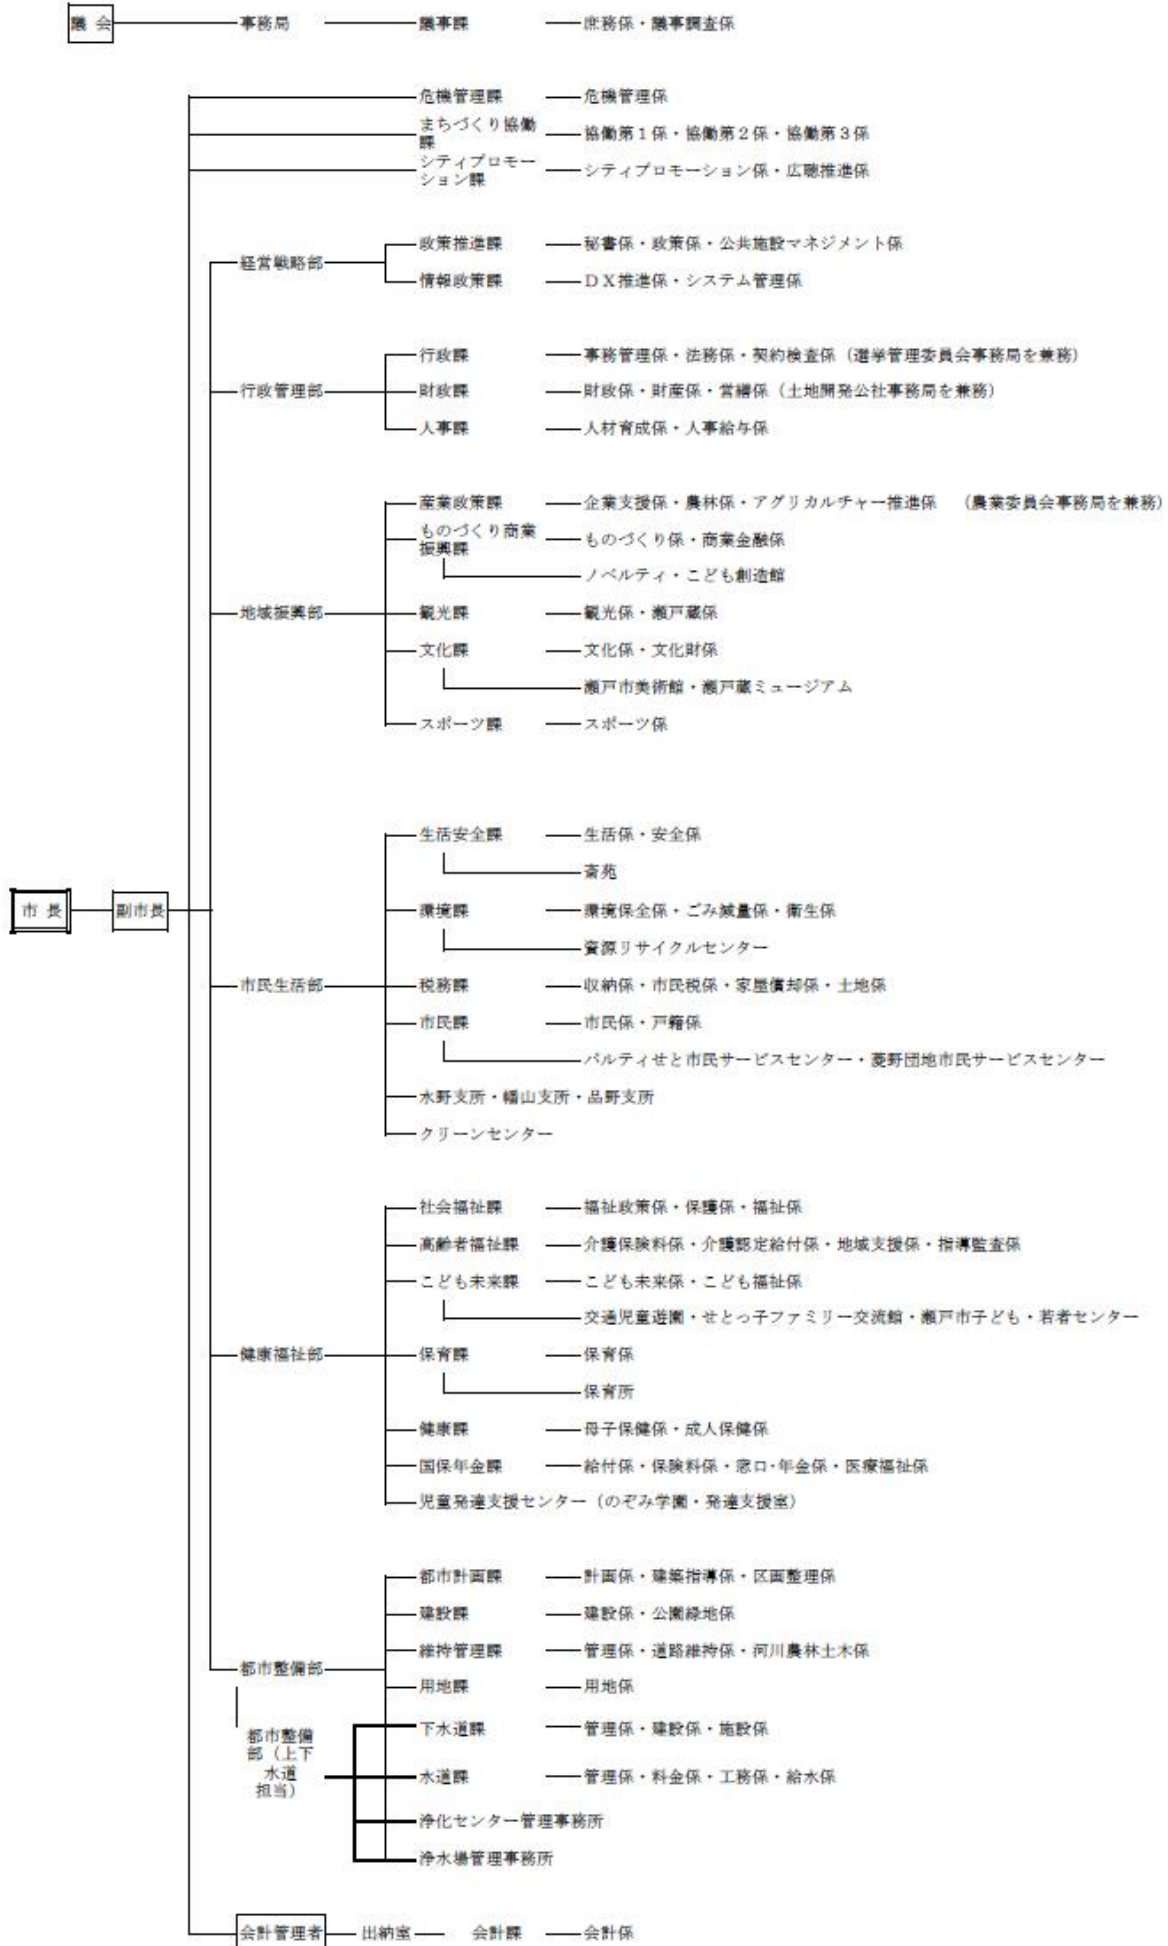 議会 事務局 議事課 庶務係・議事調査係
危機管理課 危機管理係
まちづくり協働
課 協働第1係・協働第2係・協働第3係
シティプロモー
ション課 シティプロモーション係・広聴推進係
経営戦略部
政策推進課 秘書係・政策係・公共施設マネジメント係
情報政策課 DX推進係・システム管理係
行政管理部
行政課 事務管理係・法務係・契約検査係（選挙管理委員会事務局を兼務）
財政課 財政係・財産係・営繕係（土地開発公社事務局を兼務）
人事課 人材育成係・人事給与係
地域振興部
産業政策課 企業支援係・農林係・アグリカルチャー推進係 （農業委員会事務局を兼務）
ものづくり商業
振興課 ものづくり係・商業金融係
ノベルティ・こども創造館
観光課 観光係・瀬戸蔵係
文化課 文化係・文化財係
瀬戸市美術館・瀬戸蔵ミュージアム
スポーツ課 スポーツ係
市長 副市長
市民生活部
生活安全課 生活係・安全係
斎苑
環境課 環境保全係・ごみ減量係・衛生係
資源リサイクルセンター
税務課 収納係・市民税係・家屋償却係・土地係
市民課 市民係・戸籍係
パルティせと市民サービスセンター・菱野団地市民サービスセンター
水野支所・幡山支所・品野支所
クリーンセンター
健康福祉部
社会福祉課 福祉政策係・保護係・福祉係
高齢者福祉課 介護保険料係・介護認定給付係・地域支援係・指導監査係
こども未来課 こども未来係・こども福祉係
交通児童遊園・せとっ子ファミリー交流館・瀬戸市子ども・若者センター
保育課 保育係
保育所
健康課 母子保健係・成人保健係
国保年金課 給付係・保険料係・窓口・年金係・医療福祉係
児童発達支援センター（のぞみ学園・発達支援室）
都市整備部
都市計画課 計画係・建築指導係・区画整理係
建設課 建設係・公園緑地係
維持管理課 管理係・道路維持係・河川農林土木係
用地課 用地係
都市整備
部（上下
水道
担当）
下水道課 管理係・建設係・施設係
水道課 管理係・料金係・工務係・給水係
浄化センター管理事務所
浄水場管理事務所
会計管理者 出納室 会計課 会計係